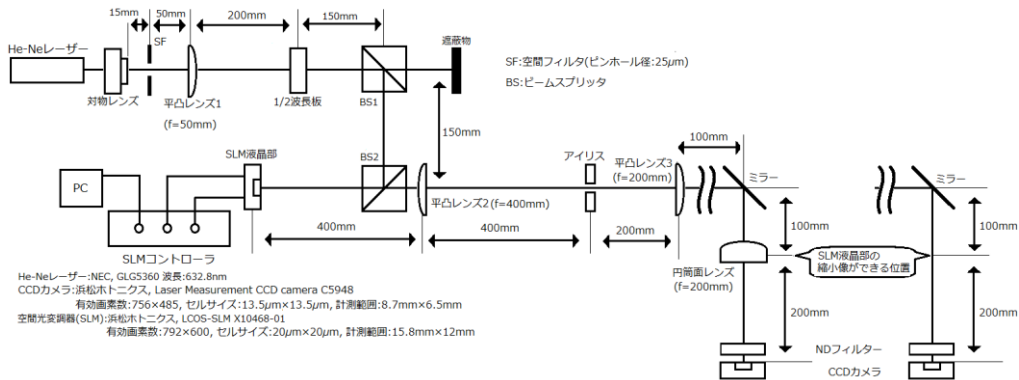 15mm
50mm
200mm
150mm
SF
He-Neレーザー
遮蔽物
SF:空間フィルタ(ピンホール径:25μm)
BS:ビームスプリッタ
対物レンズ
平凸レンズ1
(f=50mm)
1/2波長板
BS1
150mm
100mm
SLM液晶部
BS2
アイリス
平凸レンズ3
(f=200mm)
ミラー
ミラー
PC
平凸レンズ2(f=400mm)
100mm
100mm
400mm
400mm
200mm
SLMコントローラ
円筒面レンズ
(f=200mm)
SLM液晶部の
縮小像ができる位置
He-Neレーザー:NEC, GLG5360 波長:632.8nm
CCDカメラ:浜松ホトニクス, Laser Measurement CCD camera C5948
有効画素数:756×485, セルサイズ:13.5μm×13.5μm, 計測範囲:8.7mm×6.5mm
空間光変調器(SLM):浜松ホトニクス, LCOS-SLM X10468-01
有効画素数:792×600, セルサイズ:20μm×20μm, 計測範囲:15.8mm×12mm
200mm
200mm
NDフィルター
CCDカメラ